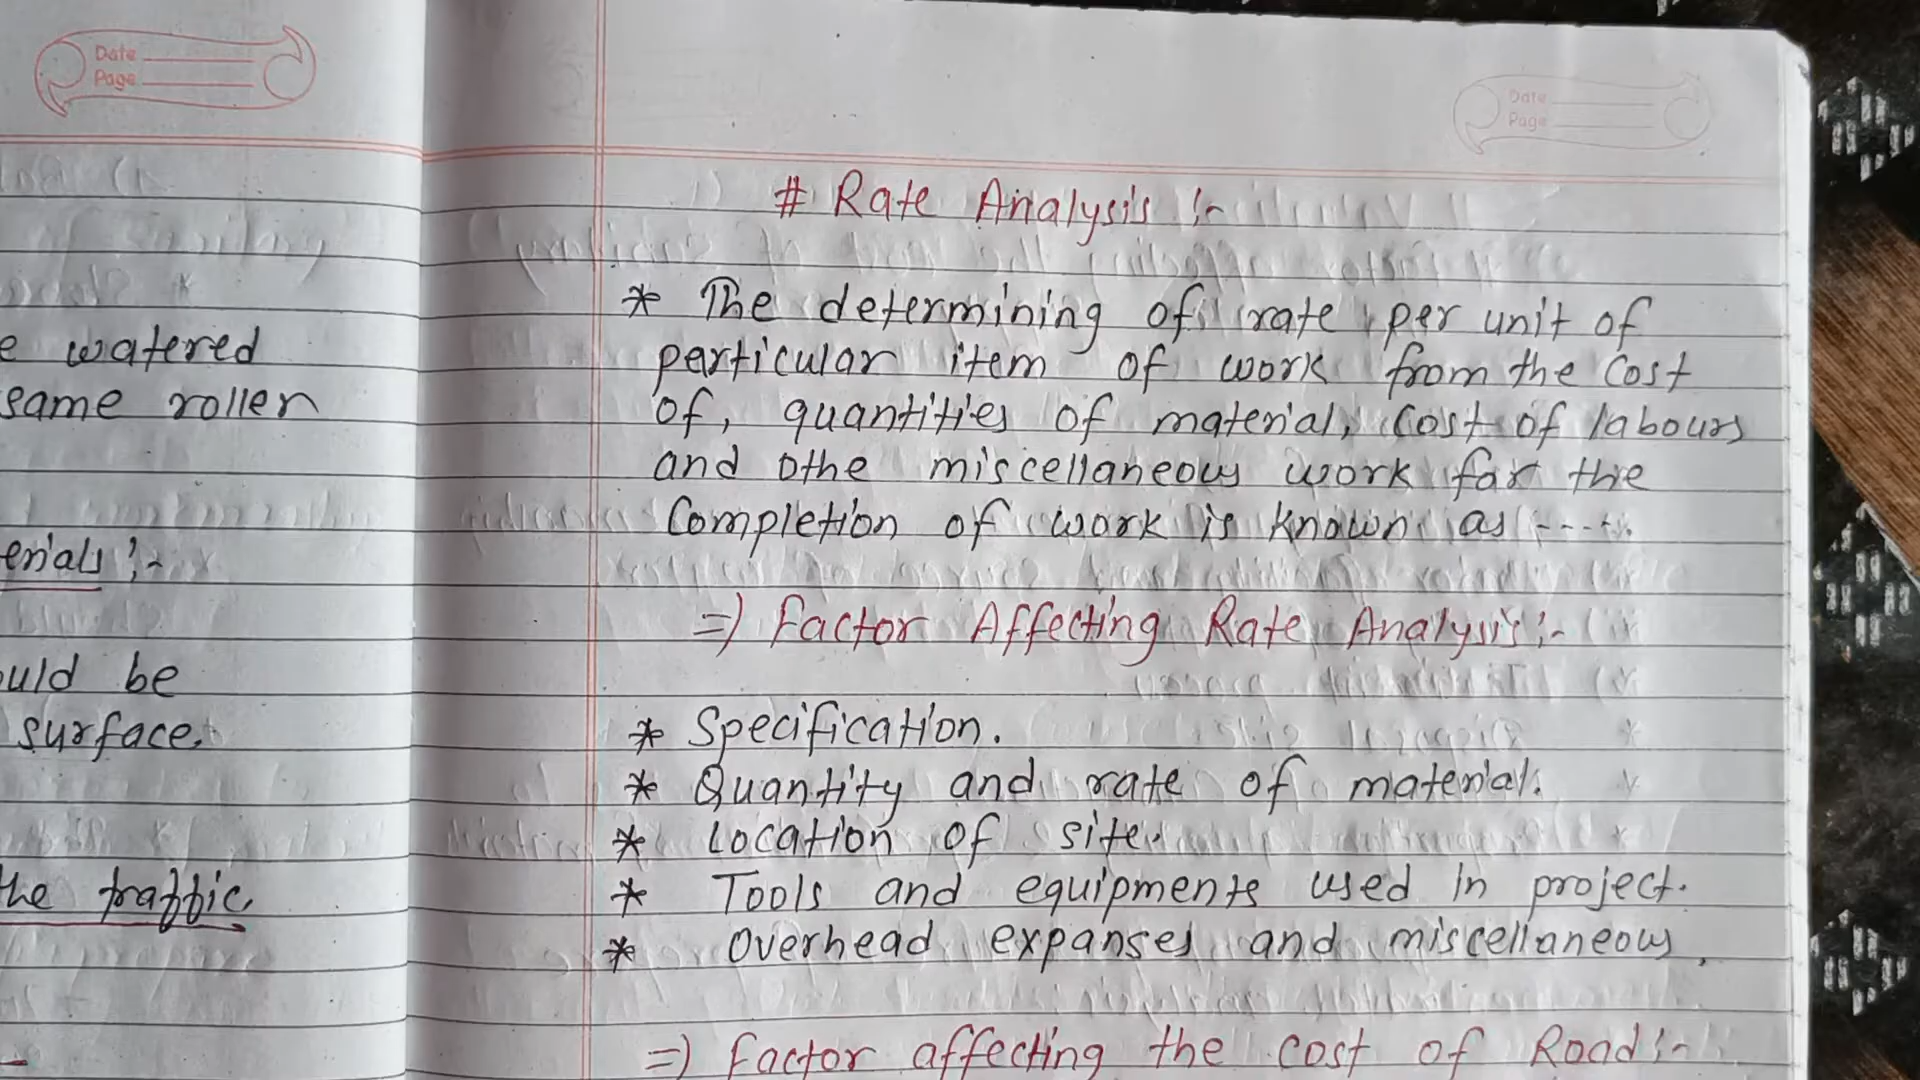 Date
Page
e watered
same roller
erials :-
ould be
surface.
the traffic.
Date
Page
# Rate Analysis :-
* The determining of rate per unit of
particular item of work from the cost
of, quantities of material, cost of labours
and othe miscellaneous work for the
completion of work is known as ----.
=) Factor Affecting Rate Analysis :-
* Specification.
* Quantity and rate of material.
* Location of site.
* Tools and equipments used in project.
* Overhead expanses and miscellaneous.
=) Factor affecting the cost of Road :-